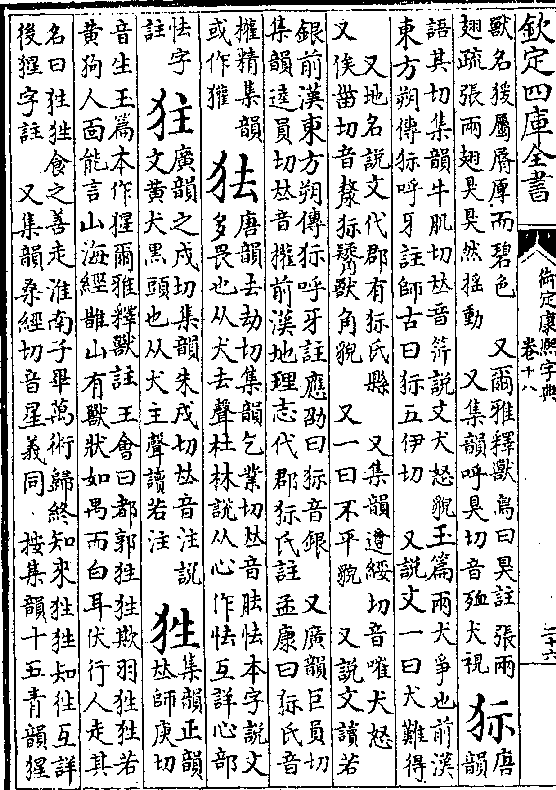 欽定四庫全書
御定康熙字典
卷十八
二十六
獸名猨屬脣厚而碧色　又爾雅釋獸鳥曰狊註張兩
翅疏張兩翅狊狊然搖動　又集韻呼狊切音殈犬視
狋
唐
韻
語其切集韻牛肌切𠀤音䇞說文犬怒貌玉篇兩犬爭也前漢
東方朔傳狋呼牙註師古曰狋五伊切　又說文一曰犬難得
又地名說文代郡有狋氏縣　又集韻遵綏切音嗺犬怒
又俟甾切音漦狋觺獸角貌　又一曰不平貌　又說文讀若
銀前漢東方朔傳狋呼牙註應劭曰狋音銀　又廣韻巨員切
集韻逵員切𠀤音權前漢地理志代郡狋氏註孟康曰狋氏音
權精集韻
或作獾
㹤
唐韻去劫切集韻乞業切𠀤音胠怯本字說文
多畏也从犬去聲杜林說从心作怯互詳心部
怯字
註
㹥
廣韻之戍切集韻朱戍切𠀤音注說
文黃犬黑頭也从犬主聲讀若注
狌
集韻正韻
𠀤師庚切
音生玉篇本作猩爾雅釋獸註王會曰都郭狌狌欺羽狌狌若
黃狗人面能言山海經䧿山有獸狀如禺而白耳伏行人走其
名曰狌狌食之善走淮南子畢萬術歸終知來狌狌知往互詳
後猩字註　又集韻桑經切音星義同　按集韻十五青韻猩